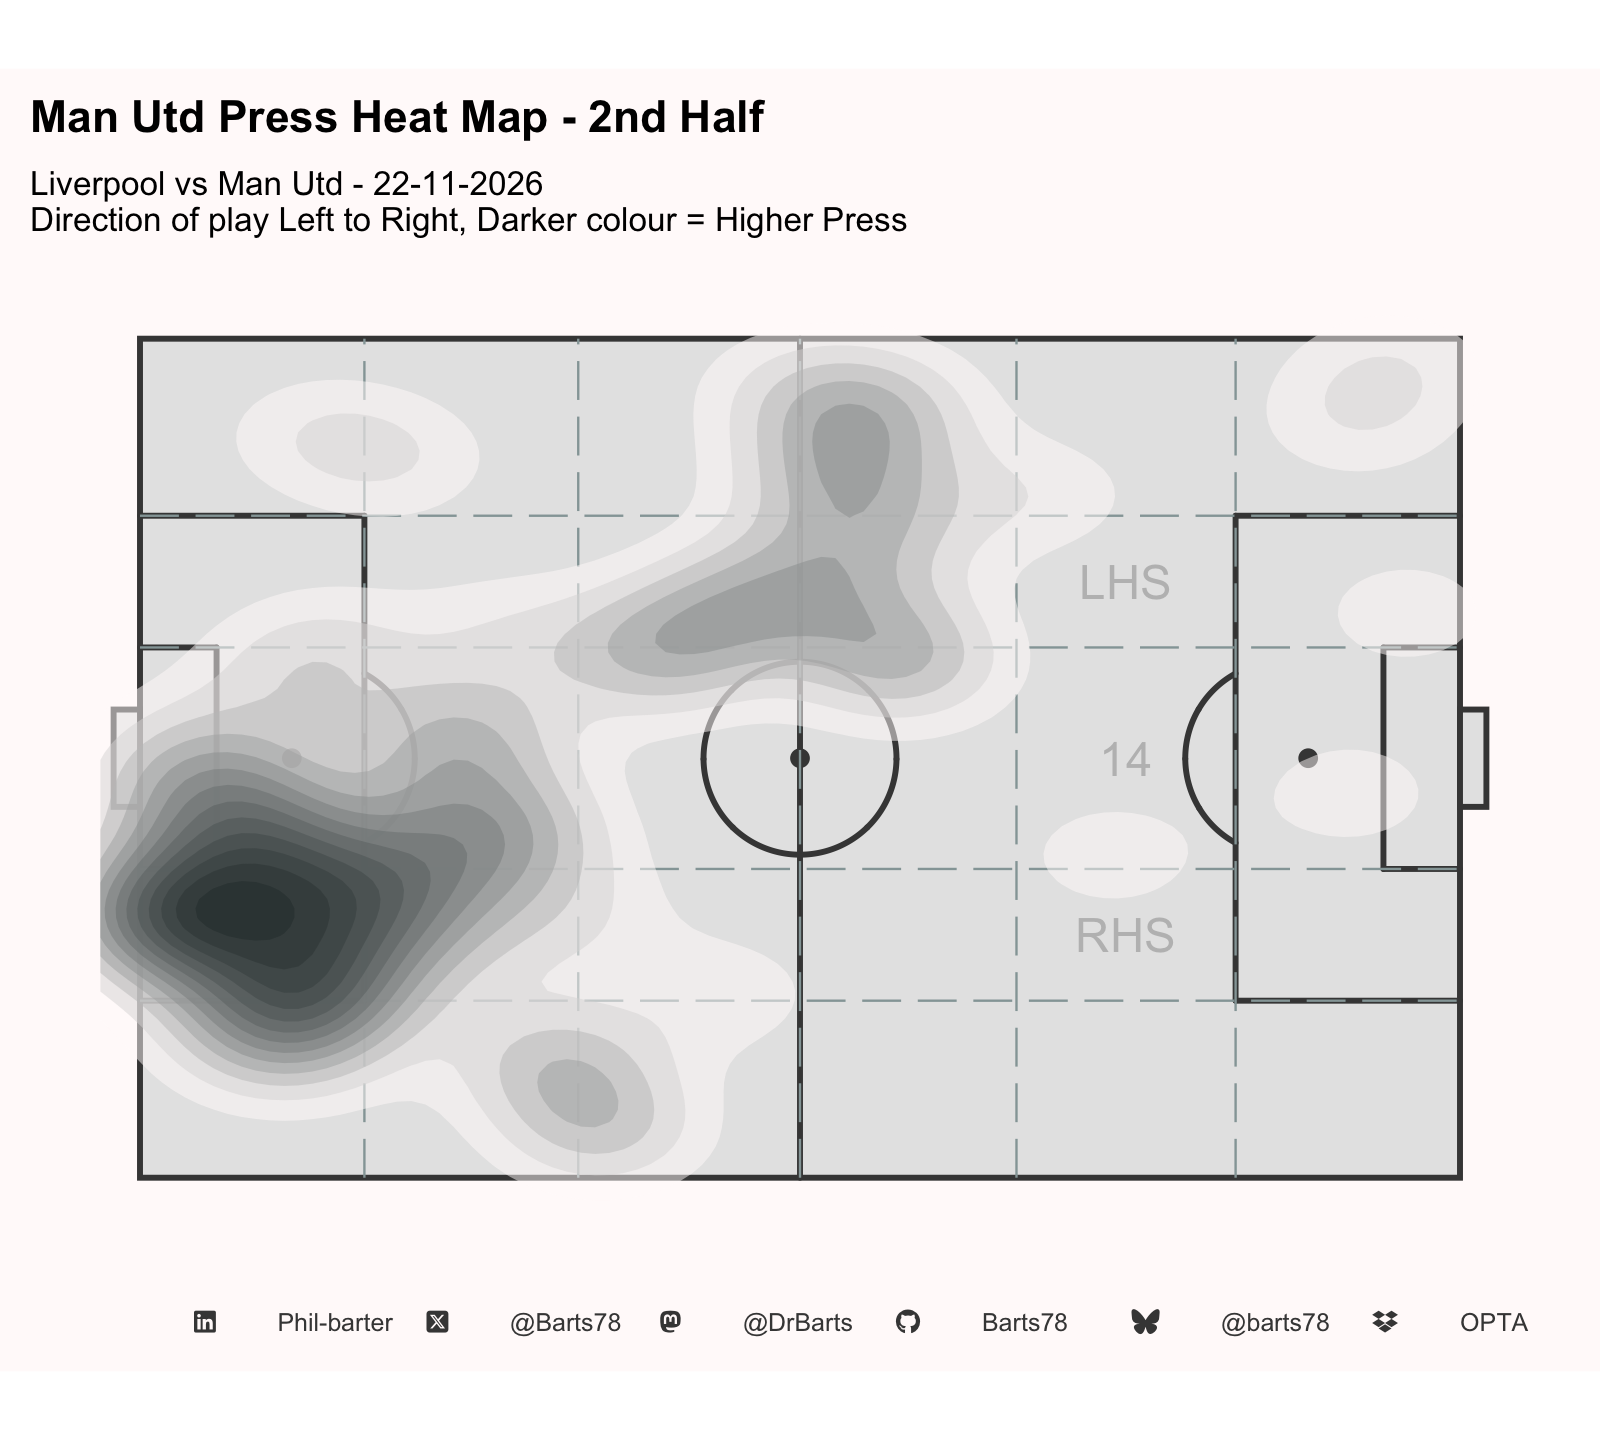 Man Utd Press Heat Map - 2nd Half
Liverpool vs Man Utd - 22-11-2026
Direction of play Left to Right, Darker colour = Higher Press
LHS
14
RHS
Phil-barter @Barts78 @DrBarts Barts78 @barts78 OPTA